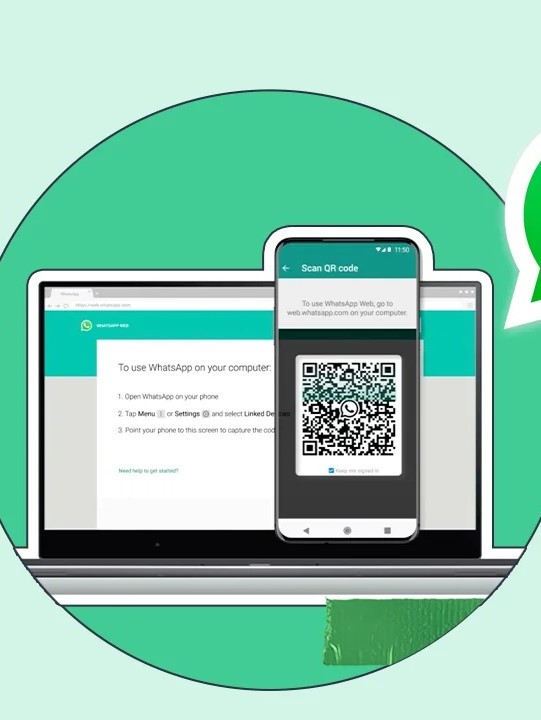 WhatsApp
https://web.whatsapp.com
WHATSAPP WEB
To use WhatsApp on your computer:
1. Open WhatsApp on your phone
2. Tap Menu or Settings and select Linked Devices
3. Point your phone to this screen to capture the cod
Need help to get started?
11:50
Scan QR code
To use WhatsApp Web, go to
web.whatsapp.com on your computer.
Keep me signed in